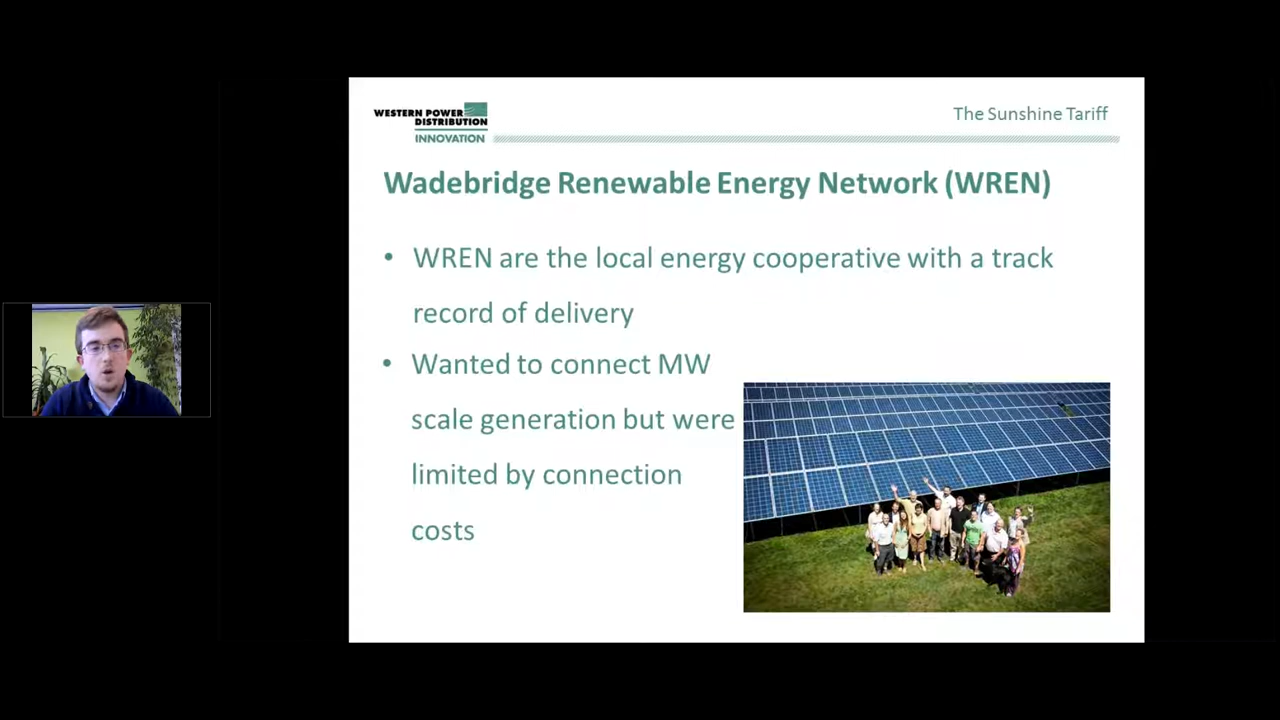 WESTERN POWER
DISTRIBUTION
INNOVATION
The Sunshine Tariff
Wadebridge Renewable Energy Network (WREN)
• WREN are the local energy cooperative with a track
record of delivery
• Wanted to connect MW
scale generation but were
limited by connection
costs